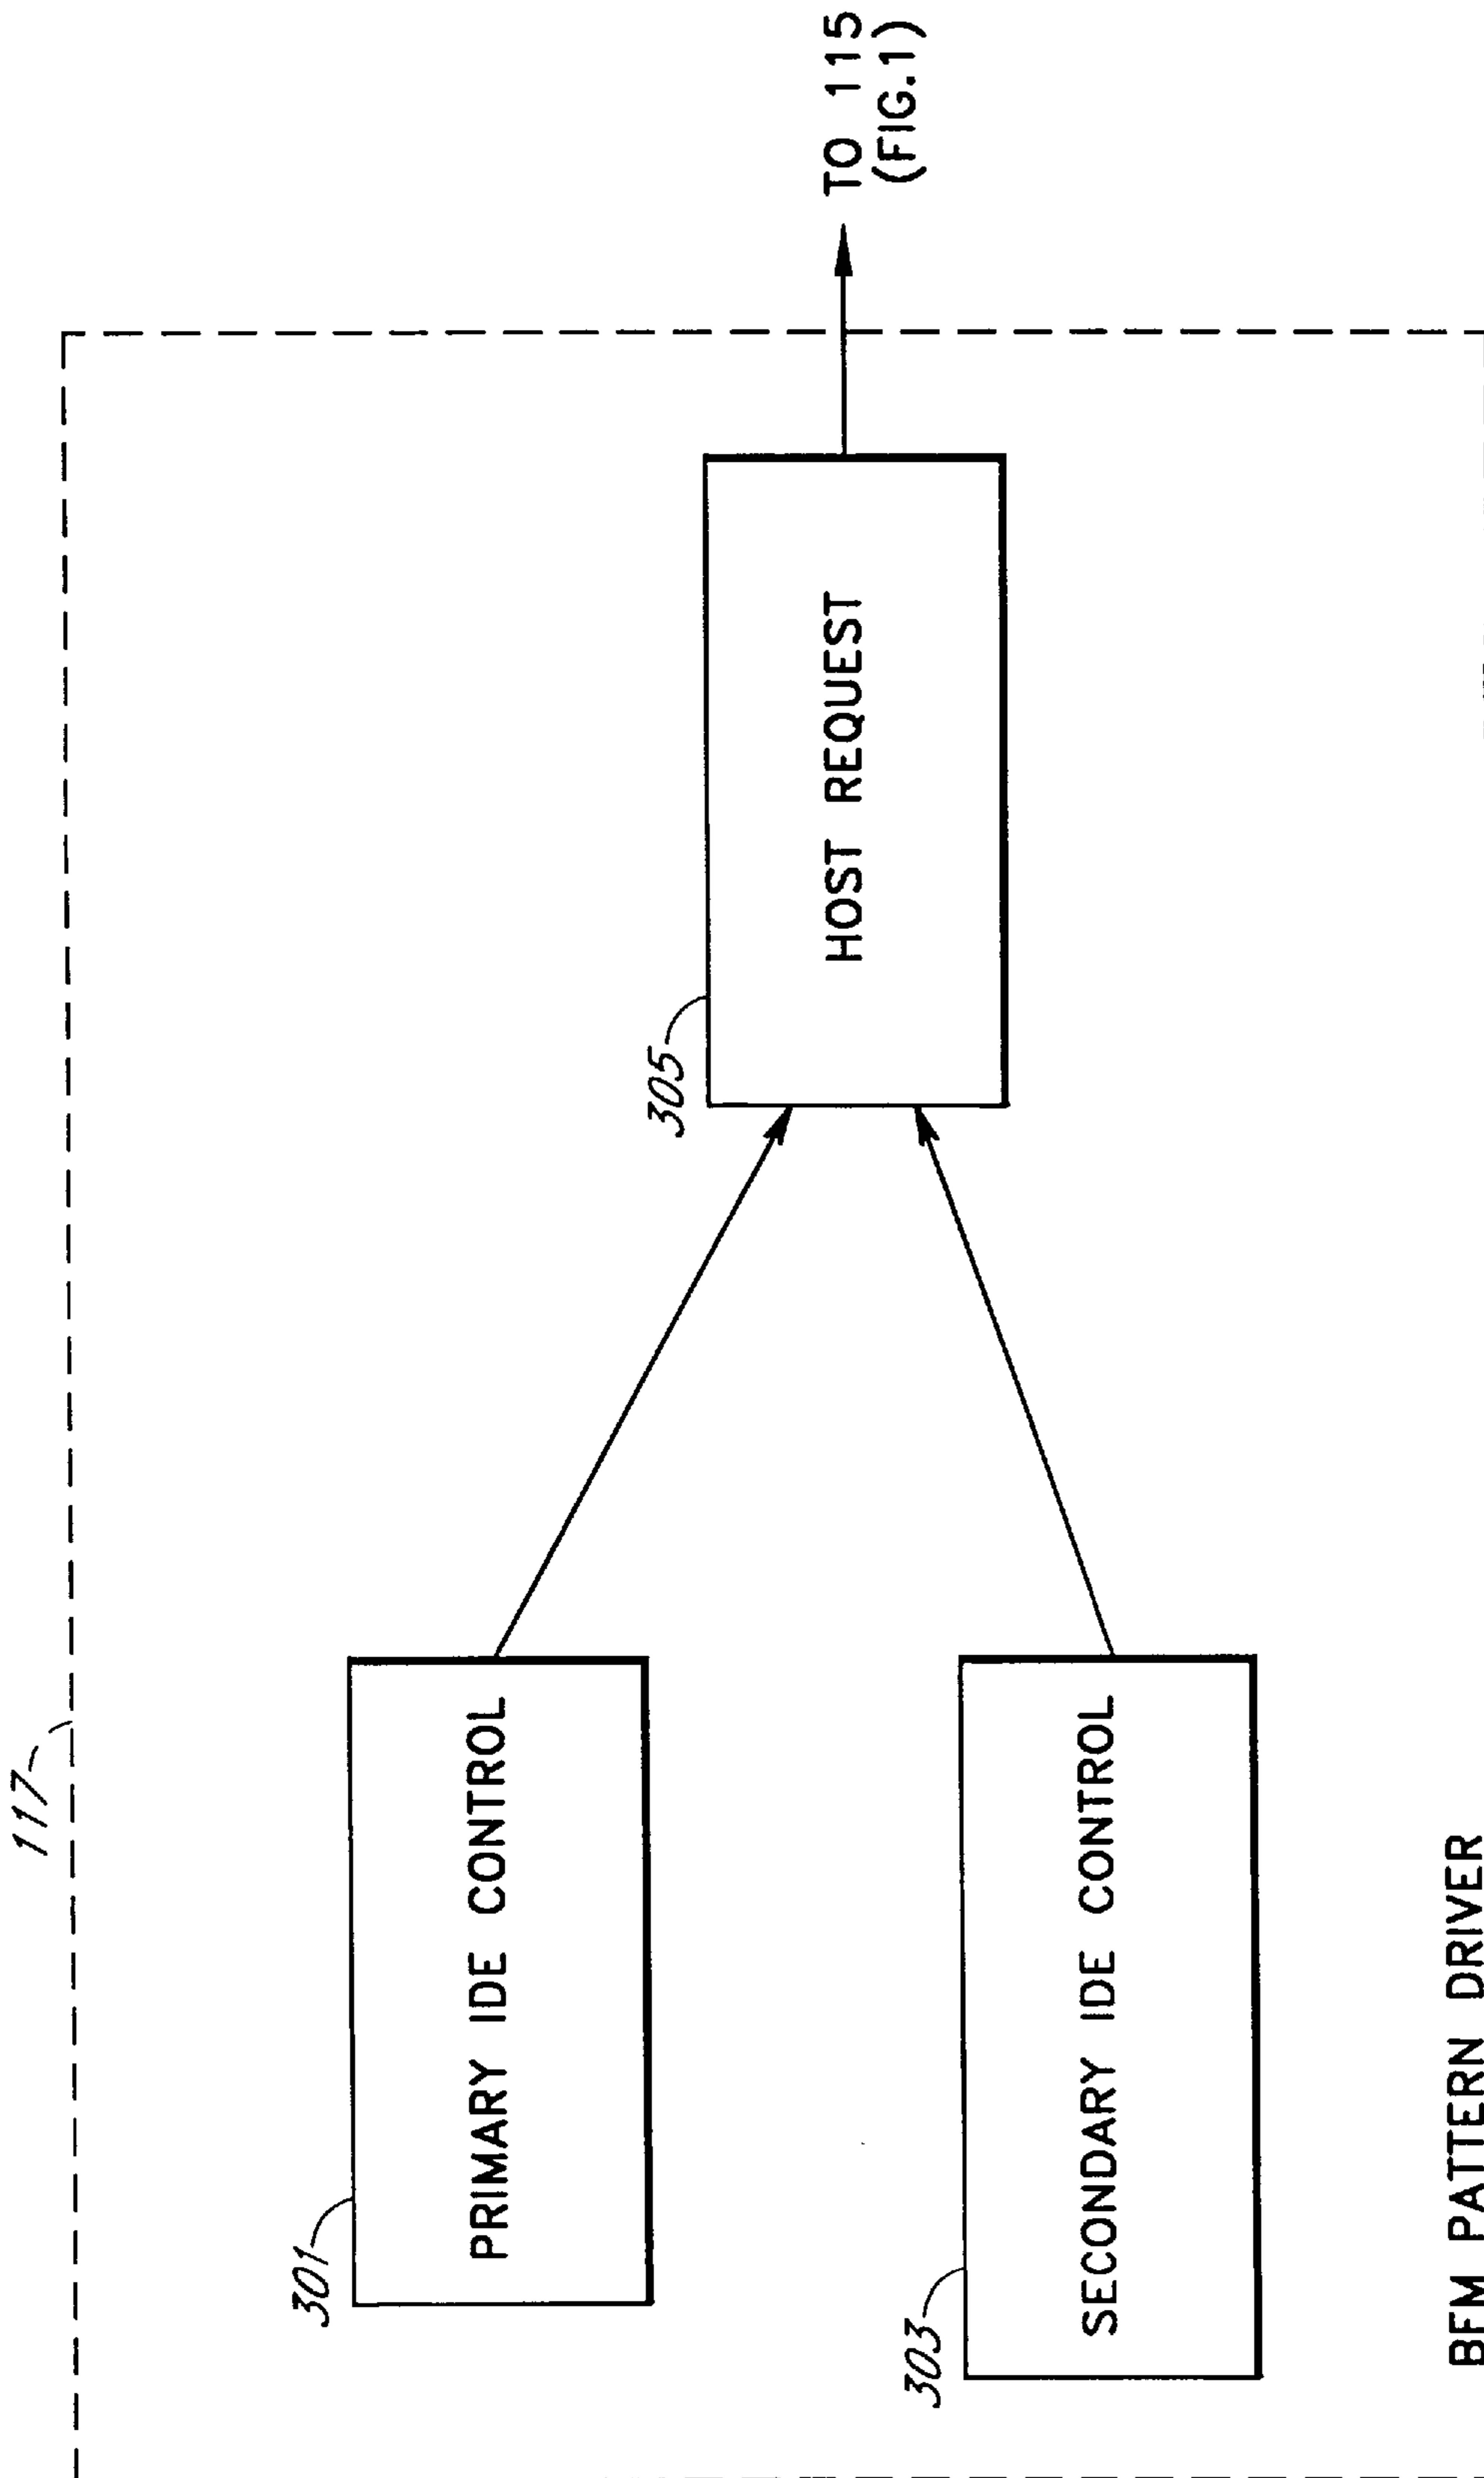 117
301
PRIMARY IDE CONTROL
303
SECONDARY IDE CONTROL
305
HOST REQUEST
TO 115
(FIG.1)
BFM PATTERN DRIVER